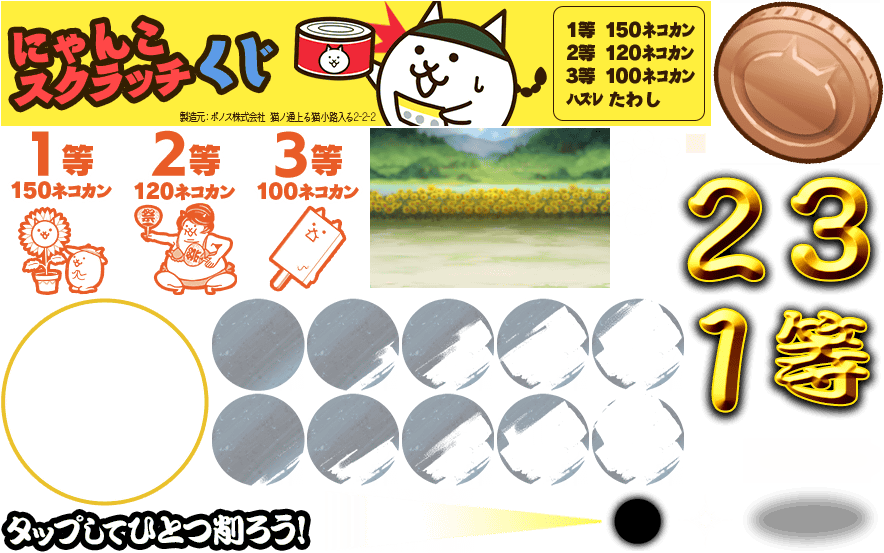 にゃんこ
スクラッチくじ
1等 150ネコカン
2等 120ネコカン
3等 100ネコカン
ハズレ たわし
製造元: ポノス株式会社 猫ノ通上る猫小路入る2-2-2
1等 2等 3等
150ネコカン 120ネコカン 100ネコカン
祭
祭
2 3
1 等
タップしてひとつ削ろう!